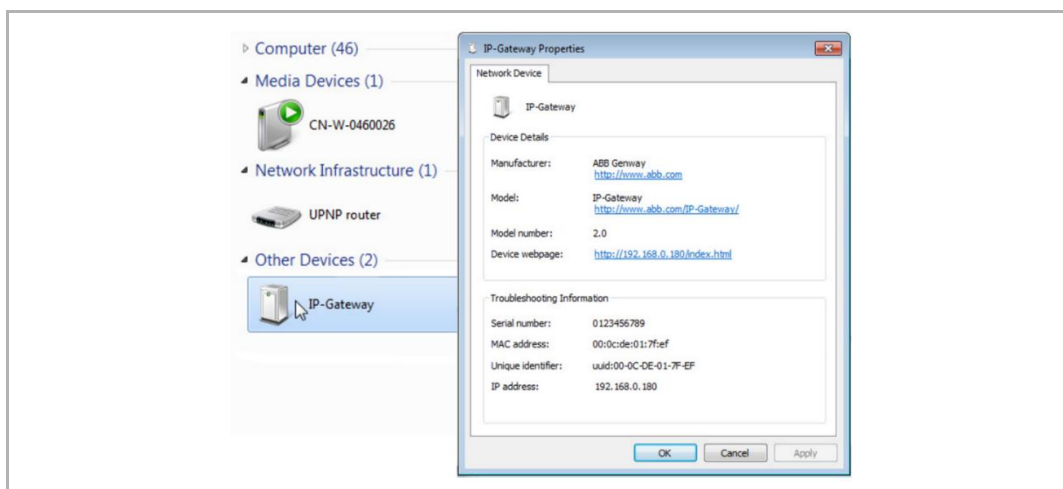 Computer (46)
Media Devices (1)
CN-W-0460026
Network Infrastructure (1)
UPNP router
Other Devices (2)
IP-Gateway
IP-Gateway Properties
Network Device
IP-Gateway
Device Details
Manufacturer: ABB Genway
http://www.abb.com
Model: IP-Gateway
http://www.abb.com/IP-Gateway/
Model number: 2.0
Device webpage: http://192.168.0.180/index.html
Troubleshooting Information
Serial number: 0123456789
MAC address: 00:0c:de:01:7f:ef
Unique identifier: uuid:00-0C-DE-01-7F-EF
IP address: 192.168.0.180
OK Cancel Apply